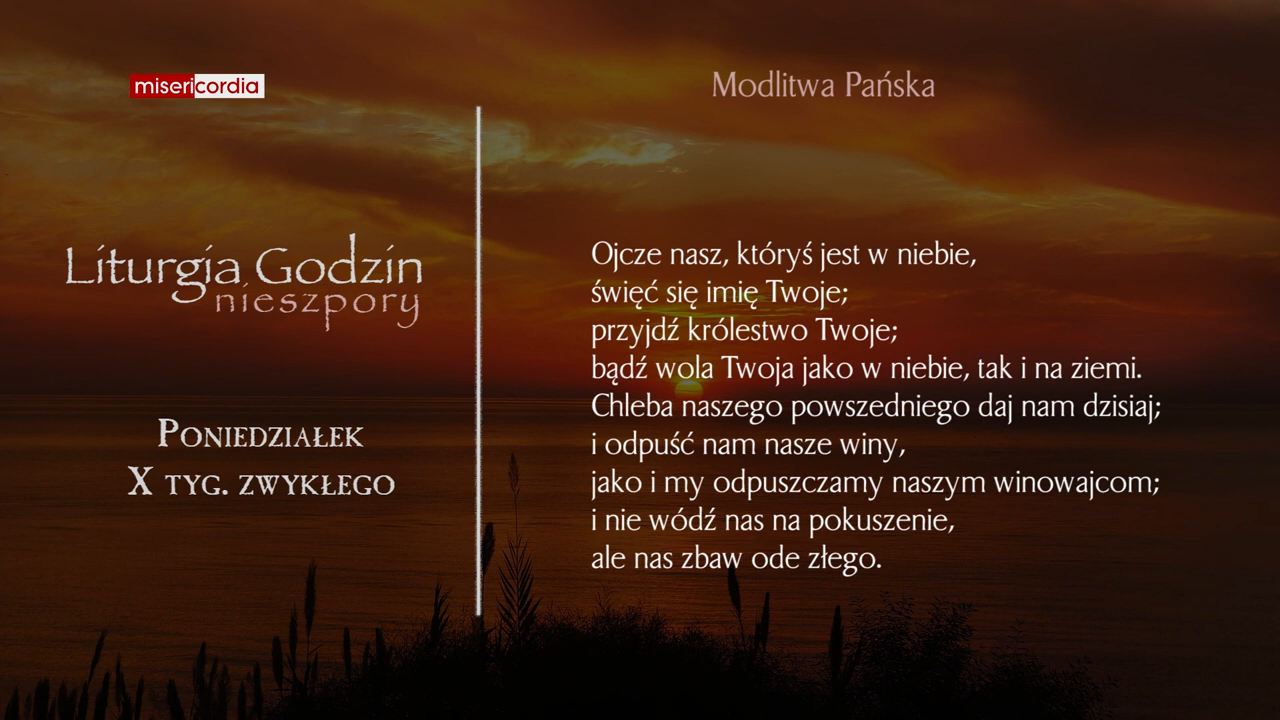 misericordia
Liturgia Godzin
nieszpory
Poniedziałek
X tyg. zwykłego
Modlitwa Pańska
Ojcze nasz, któryś jest w niebie,
święć się imię Twoje;
przyjdź królestwo Twoje;
bądź wola Twoja jako w niebie, tak i na ziemi.
Chleba naszego powszedniego daj nam dzisiaj;
i odpuść nam nasze winy,
jako i my odpuszczamy naszym winowajcom;
i nie wódź nas na pokuszenie,
ale nas zbaw ode złego.